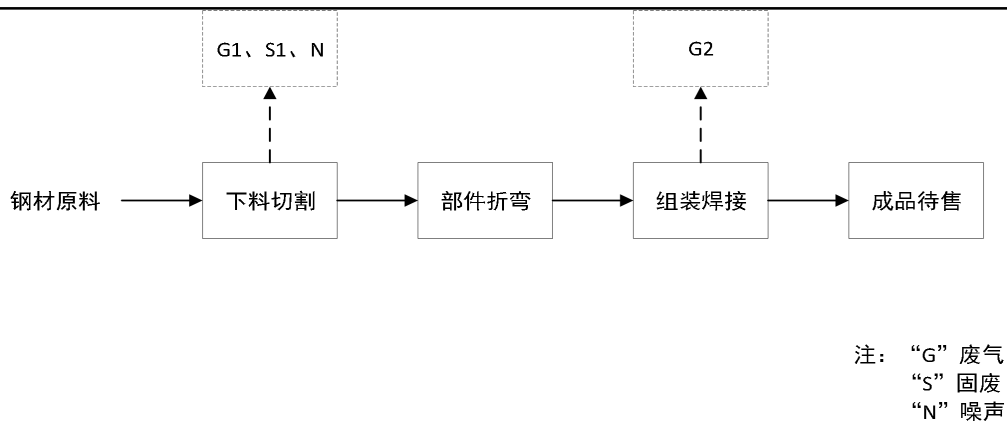 G1、S1、N
G2
钢材原料
下料切割
部件折弯
组装焊接
成品待售
注：“G”废气
“S”固废
“N”噪声